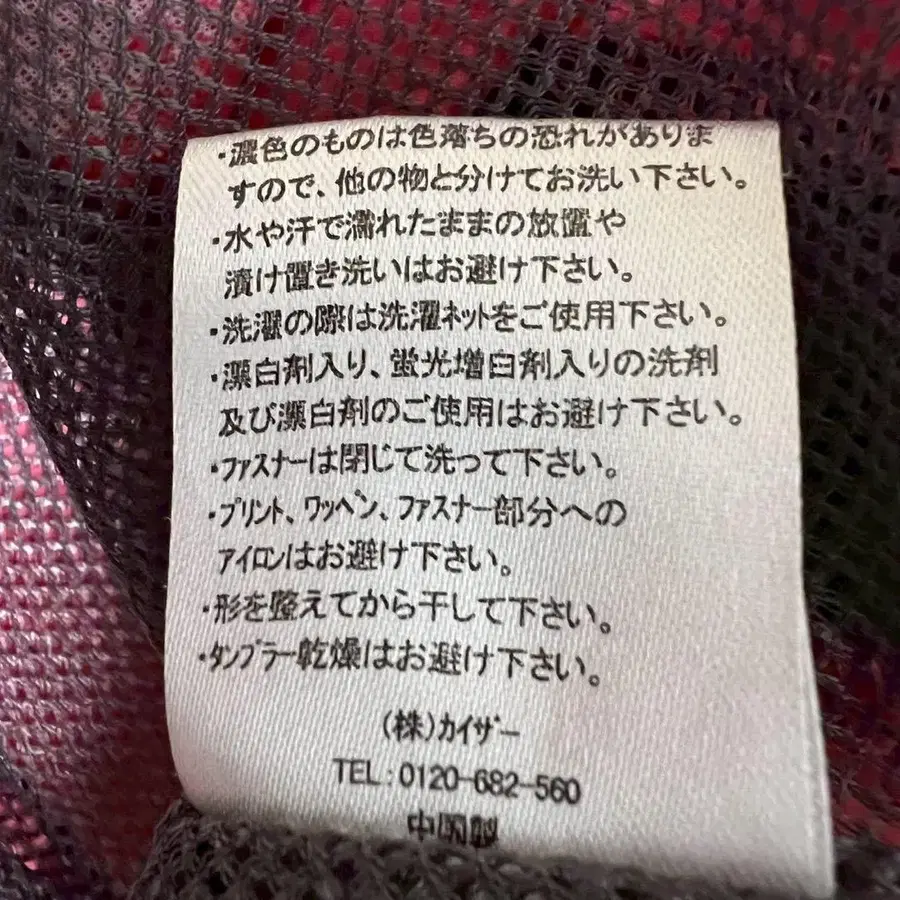 ・濃色のものは色落ちの恐れがありま
すので、他の物と分けてお洗い下さい。
・水や汗で濡れたままの放置や
漬け置き洗いはお避け下さい。
・洗濯の際は洗濯ネットをご使用下さい。
・漂白剤入り、蛍光増白剤入りの洗剤
及び漂白剤のご使用はお避け下さい。
・ファスナーは閉じて洗って下さい。
・プリント、ワッペン、ファスナー部分への
アイロンはお避け下さい。
・形を整えてから干して下さい。
・タンブラー乾燥はお避け下さい。
(株)カイザー
TEL:0120-682-560
中国製